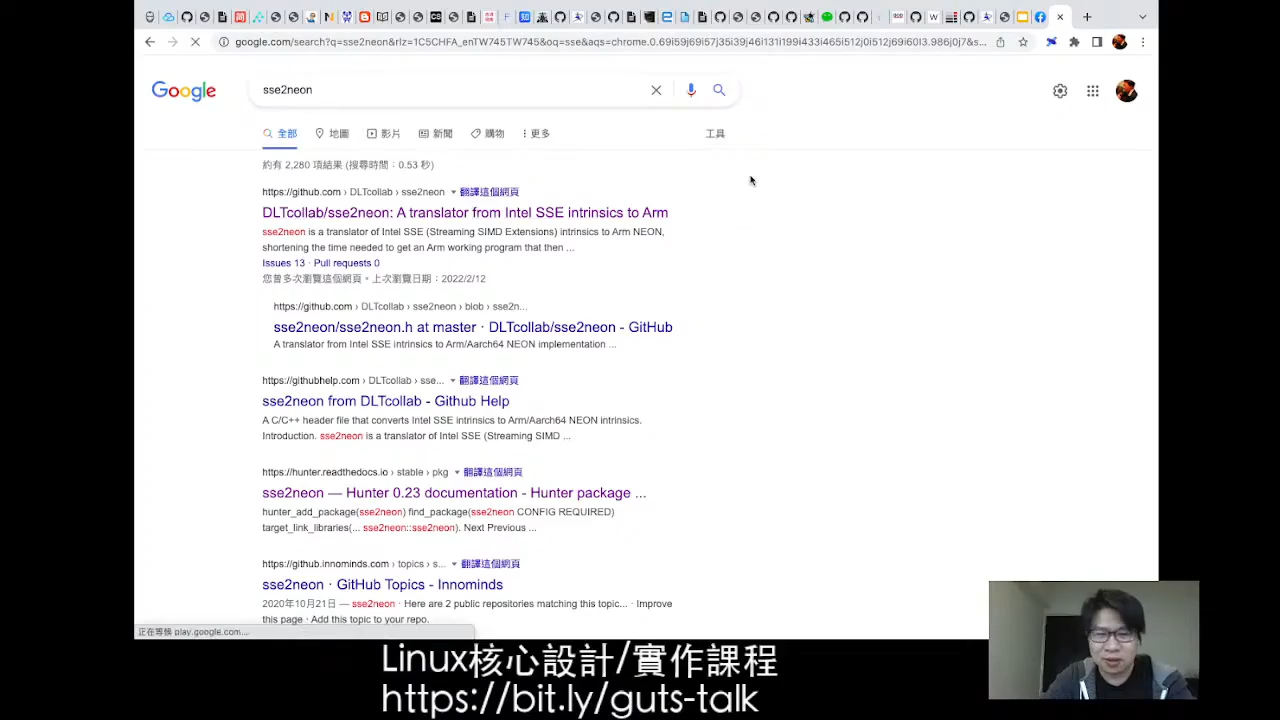 google.com/search?q=sse2neon&rlz=1C5CHFA_enTW745TW745&oq=sse&aqs=chrome.0.69i59j69i57j35i39j46i131i199i433i465i512j0i512j69i60l3.986j0j7&s...
Google
sse2neon
全部
地圖
影片
新聞
購物
更多
工具
約有 2,280 項結果 (搜尋時間：0.53 秒)
https://github.com › DLTcollab › sse2neon 翻譯這個網頁
DLTcollab/sse2neon: A translator from Intel SSE intrinsics to Arm
sse2neon is a translator of Intel SSE (Streaming SIMD Extensions) intrinsics to Arm NEON,
shortening the time needed to get an Arm working program that then ...
Issues 13 · Pull requests 0
您曾多次瀏覽這個網頁。上次瀏覽日期：2022/2/12
https://github.com › DLTcollab › sse2neon › blob › sse2n...
sse2neon/sse2neon.h at master · DLTcollab/sse2neon - GitHub
A translator from Intel SSE intrinsics to Arm/Aarch64 NEON implementation ...
https://githubhelp.com › DLTcollab › sse... 翻譯這個網頁
sse2neon from DLTcollab - Github Help
A C/C++ header file that converts Intel SSE intrinsics to Arm/Aarch64 NEON intrinsics.
Introduction. sse2neon is a translator of Intel SSE (Streaming SIMD ...
https://hunter.readthedocs.io › stable › pkg 翻譯這個網頁
sse2neon — Hunter 0.23 documentation - Hunter package ...
hunter_add_package(sse2neon) find_package(sse2neon CONFIG REQUIRED)
target_link_libraries(... sse2neon::sse2neon). Next Previous ...
https://github.innominds.com › topics › s... 翻譯這個網頁
sse2neon · GitHub Topics - Innominds
2020年10月21日 — sse2neon · Here are 2 public repositories matching this topic... · Improve
this page · Add this topic to your repo.
正在等候 play.google.com...
Linux核心設計/實作課程
https://bit.ly/guts-talk